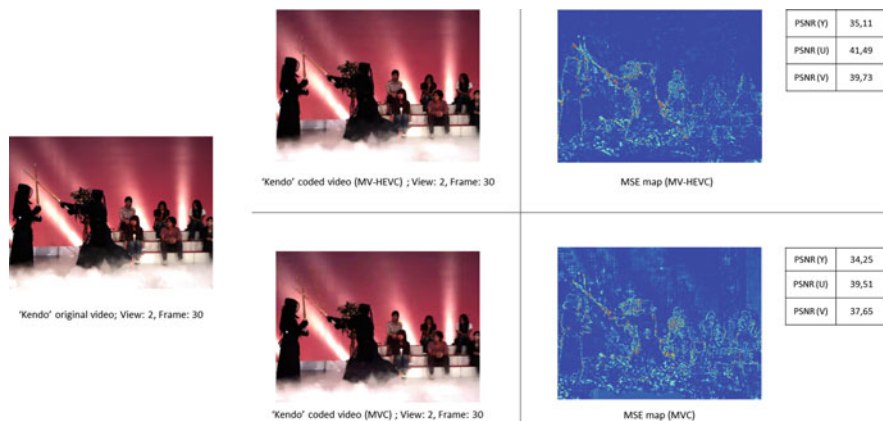 'Kendo' original video; View: 2, Frame: 30
'Kendo' coded video (MV-HEVC) ; View: 2, Frame: 30
MSE map (MV-HEVC)
PSNR (Y) 35,11
PSNR (U) 41,49
PSNR (V) 39,73
'Kendo' coded video (MVC) ; View: 2, Frame: 30
MSE map (MVC)
PSNR (Y) 34,25
PSNR (U) 39,51
PSNR (V) 37,65